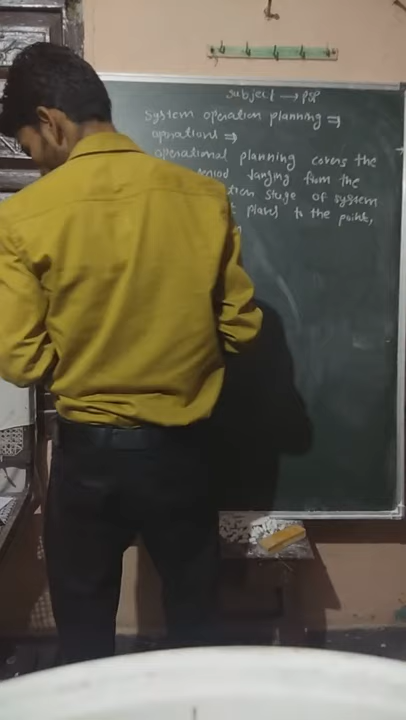 subject → PSP
System operation planning ⇒
operations ⇒
operational planning covers the
period ranging from the
stage of system
plans to the point,